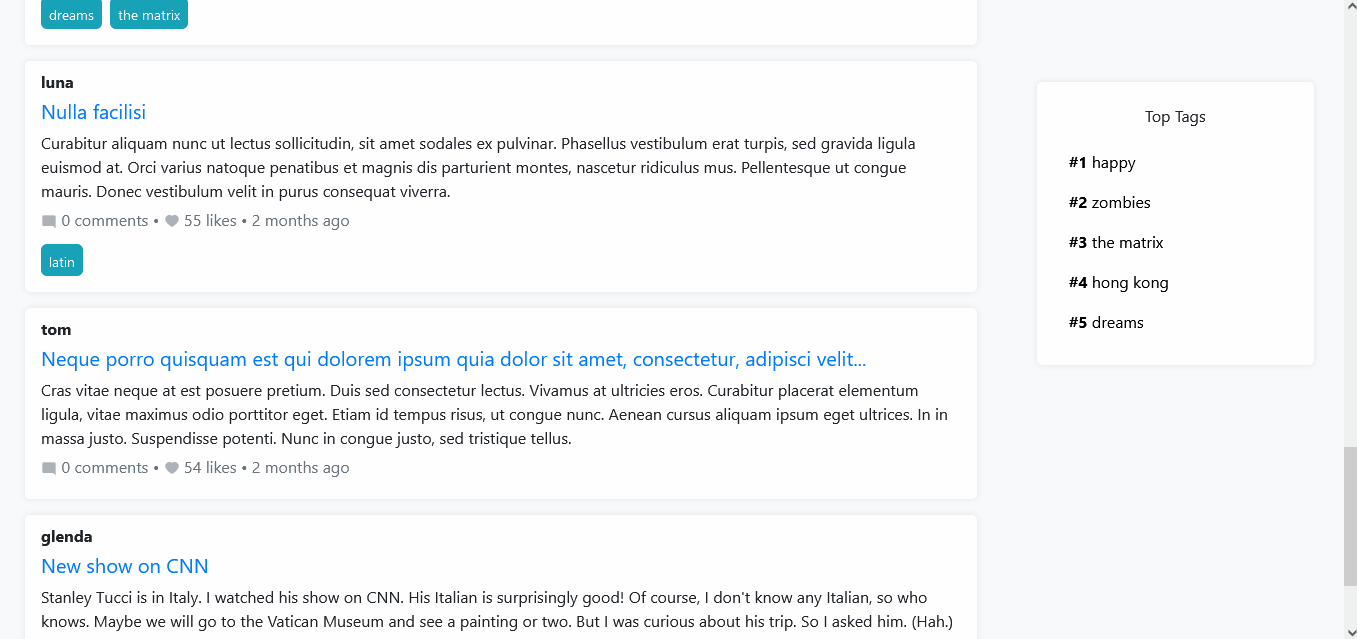 dreams the matrix
luna
Nulla facilisi
Curabitur aliquam nunc ut lectus sollicitudin, sit amet sodales ex pulvinar. Phasellus vestibulum erat turpis, sed gravida ligula
euismod at. Orci varius natoque penatibus et magnis dis parturient montes, nascetur ridiculus mus. Pellentesque ut congue
mauris. Donec vestibulum velit in purus consequat viverra.
0 comments • 55 likes • 2 months ago
latin
tom
Neque porro quisquam est qui dolorem ipsum quia dolor sit amet, consectetur, adipisci velit...
Cras vitae neque at est posuere pretium. Duis sed consectetur lectus. Vivamus at ultricies eros. Curabitur placerat elementum
ligula, vitae maximus odio porttitor eget. Etiam id tempus risus, ut congue nunc. Aenean cursus aliquam ipsum eget ultrices. In in
massa justo. Suspendisse potenti. Nunc in congue justo, sed tristique tellus.
0 comments • 54 likes • 2 months ago
glenda
New show on CNN
Stanley Tucci is in Italy. I watched his show on CNN. His Italian is surprisingly good! Of course, I don't know any Italian, so who
knows. Maybe we will go to the Vatican Museum and see a painting or two. But I was curious about his trip. So I asked him. (Hah.)
Top Tags
#1 happy
#2 zombies
#3 the matrix
#4 hong kong
#5 dreams